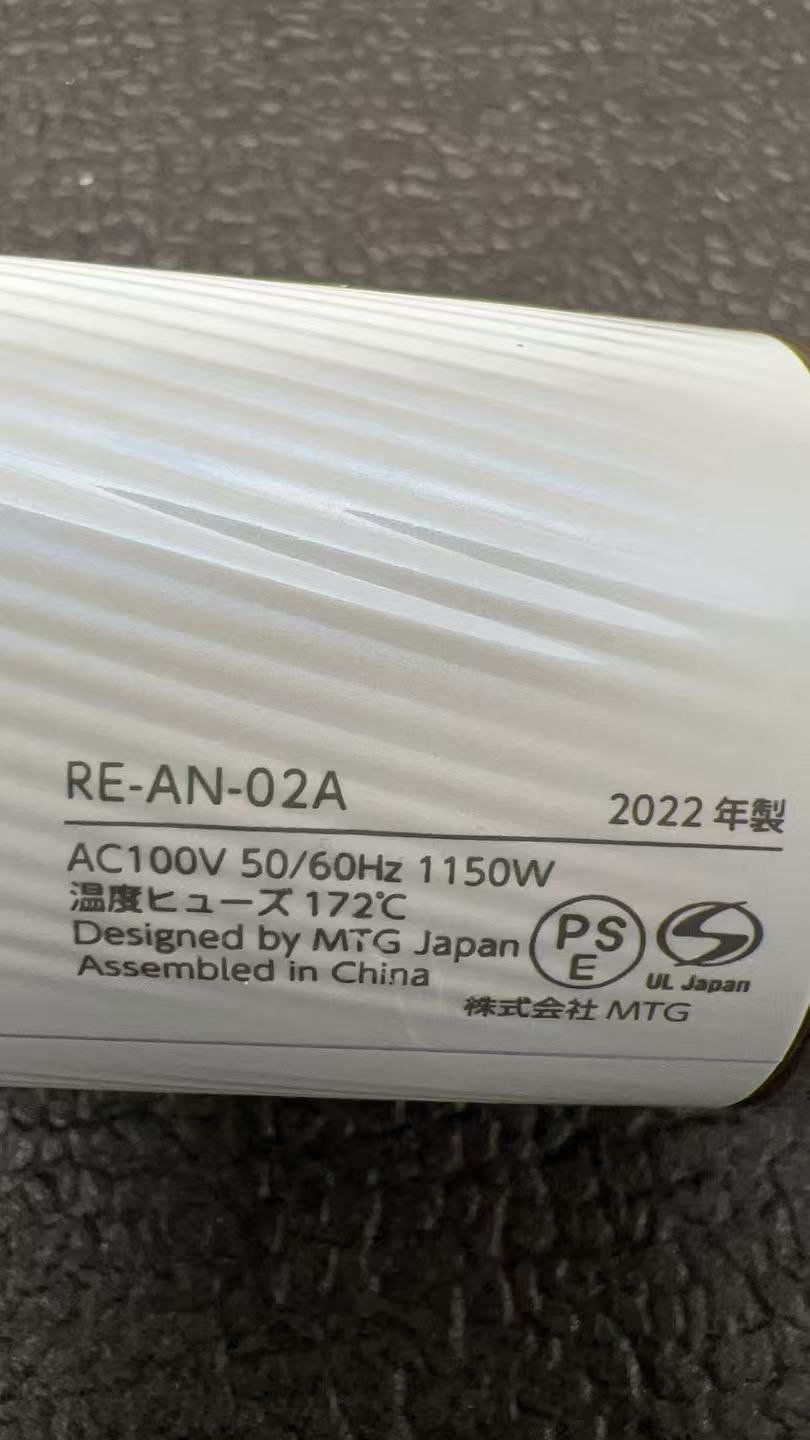 RE-AN-02A 2022 年製
AC100V 50/60Hz 1150W
温度ヒューズ 172℃
Designed by MTG Japan
Assembled in China
PS
E
UL Japan
株式会社 MTG